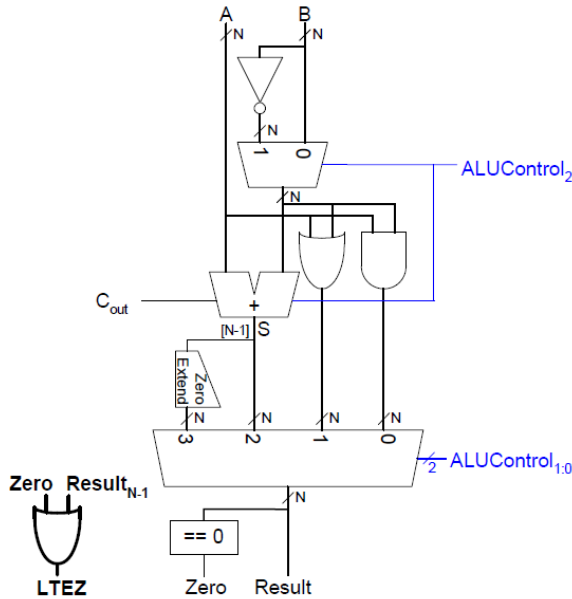 A B
N N
N
1 0
ALUControl2
N
Cout
+
[N-1] S
Zero
Extend
N N N N
3 2 1 0
2 ALUControl1:0
Zero ResultN-1
N
== 0
LTEZ
Zero Result